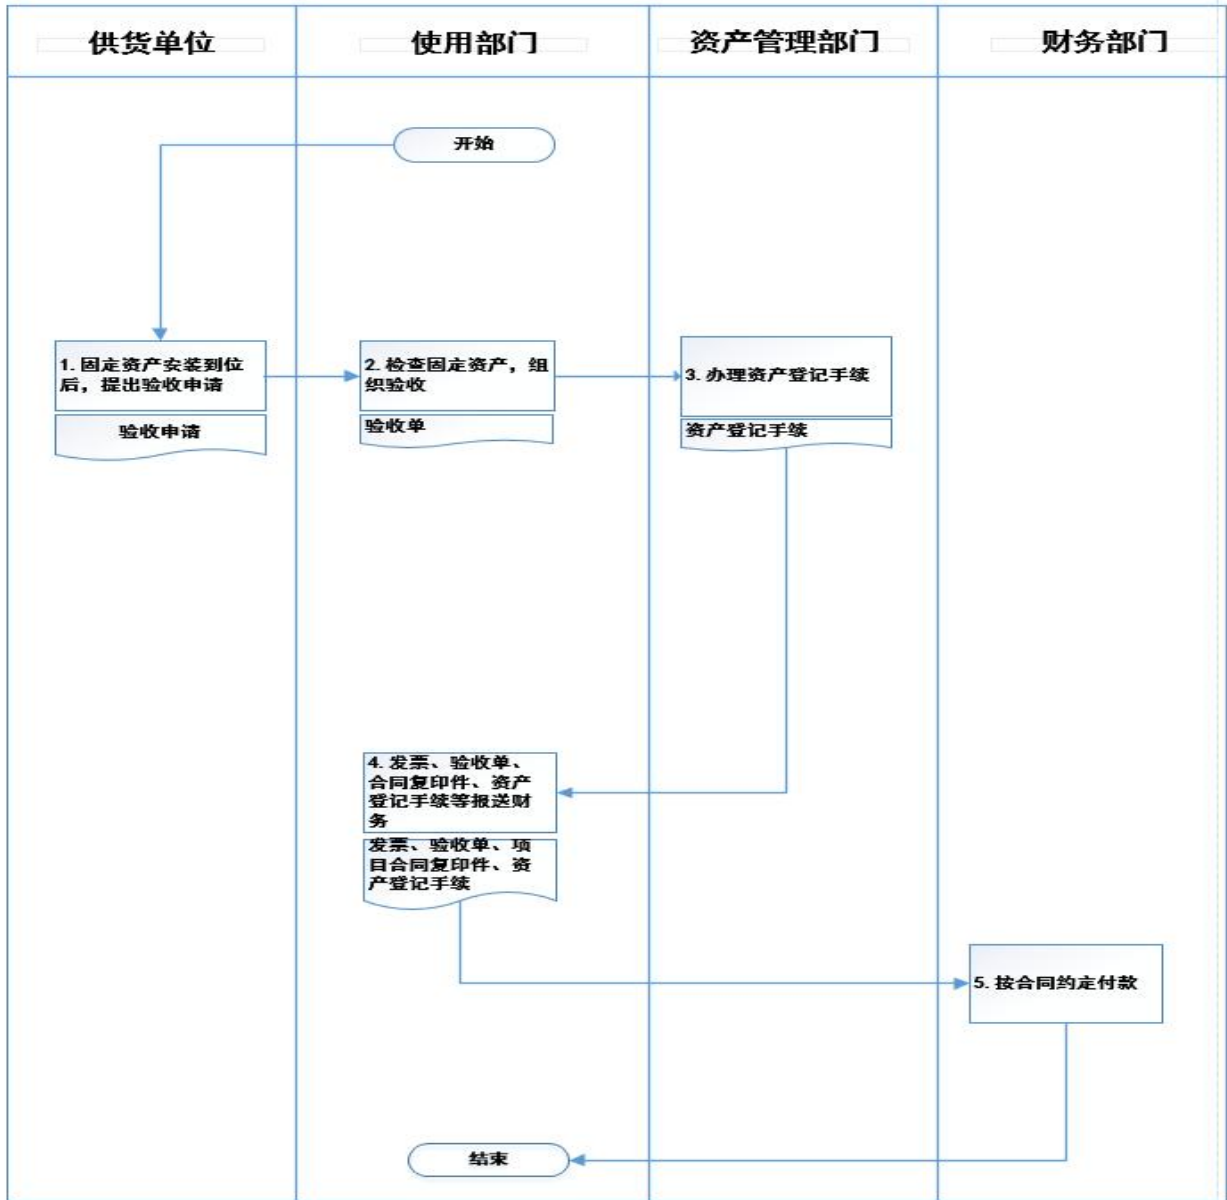 供货单位
使用部门
资产管理部门
财务部门
开始
1. 固定资产安装到位
后，提出验收申请
验收申请
2. 检查固定资产，组
织验收
验收单
3. 办理资产登记手续
资产登记手续
4. 发票、验收单、
合同复印件、资产
登记手续等报送财
务
发票、验收单、项
目合同复印件、资
产登记手续
5. 按合同约定付款
结束